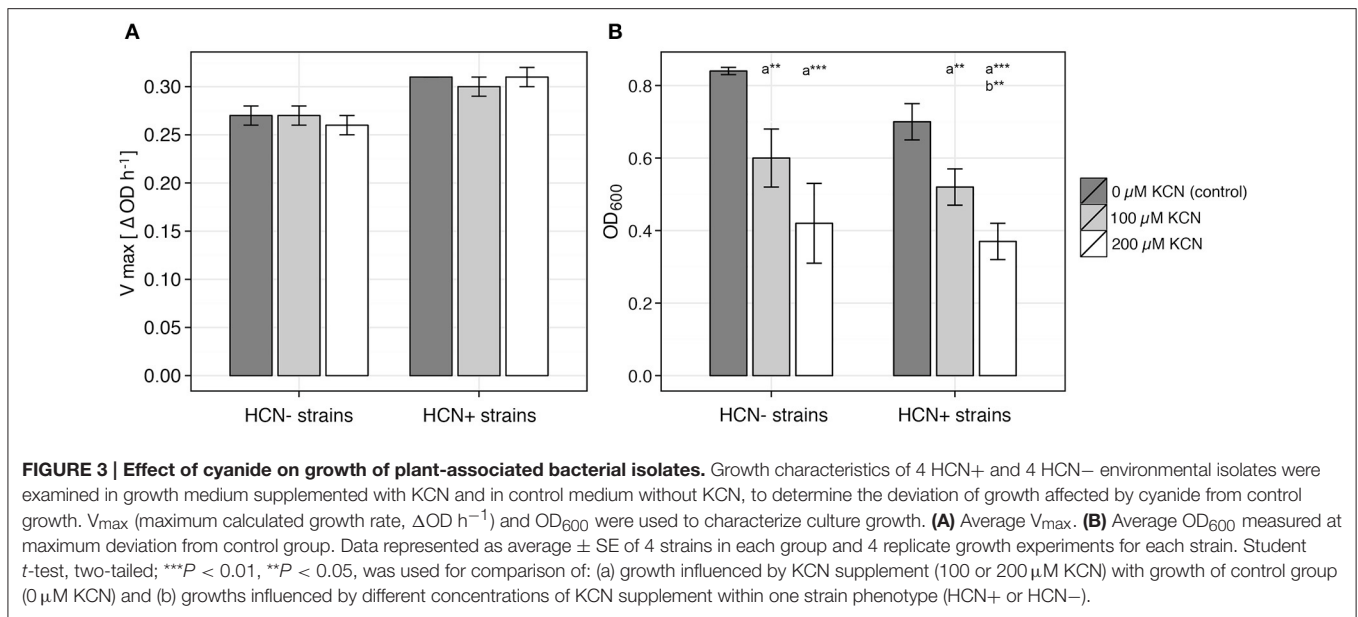 A
B
V max [ Δ OD h⁻¹]
0.30
0.25
0.20
0.15
0.10
0.05
0.00
HCN- strains
HCN+ strains
OD₆₀₀
0.8
0.6
0.4
0.2
0.0
a**
a***
a**
a***
b**
HCN- strains
HCN+ strains
0 µM KCN (control)
100 µM KCN
200 µM KCN
FIGURE 3 | Effect of cyanide on growth of plant-associated bacterial isolates. Growth characteristics of 4 HCN+ and 4 HCN− environmental isolates were
examined in growth medium supplemented with KCN and in control medium without KCN, to determine the deviation of growth affected by cyanide from control
growth. Vmax (maximum calculated growth rate, ΔOD h⁻¹) and OD₆₀₀ were used to characterize culture growth. (A) Average Vmax. (B) Average OD₆₀₀ measured at
maximum deviation from control group. Data represented as average ± SE of 4 strains in each group and 4 replicate growth experiments for each strain. Student
t-test, two-tailed; ***P < 0.01, **P < 0.05, was used for comparison of: (a) growth influenced by KCN supplement (100 or 200 µM KCN) with growth of control group
(0 µM KCN) and (b) growths influenced by different concentrations of KCN supplement within one strain phenotype (HCN+ or HCN−).